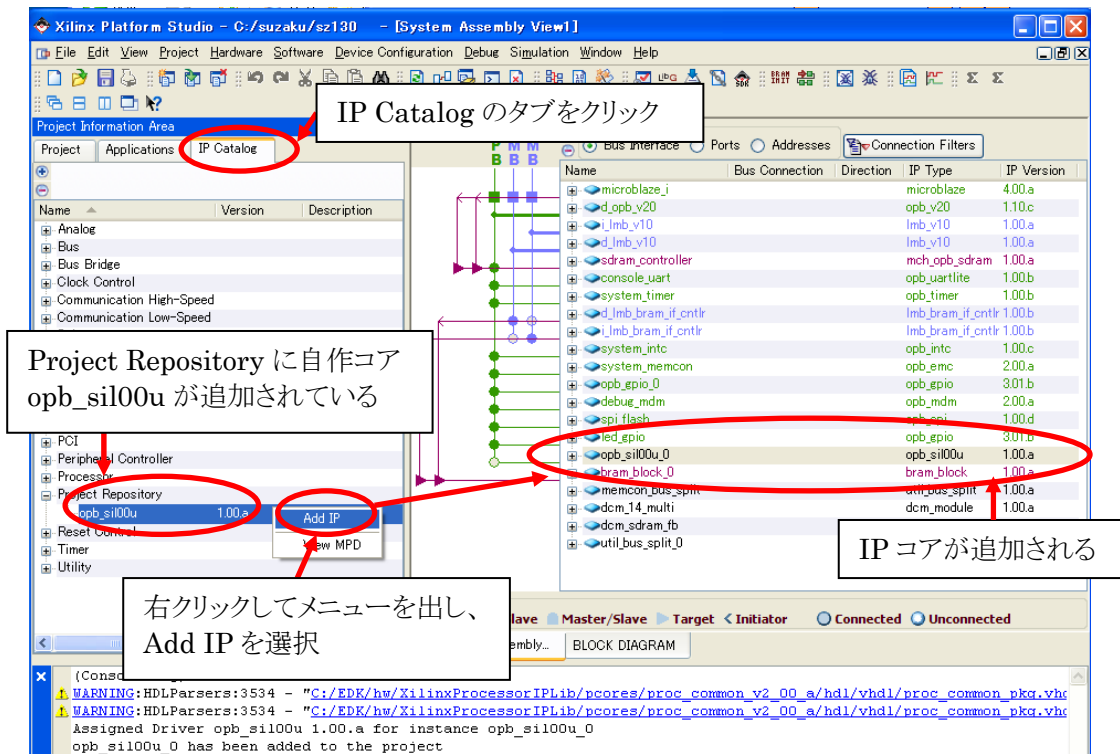 Xilinx Platform Studio - C:/suzaku/sz130 - [System Assembly View1]
File Edit View Project Hardware Software Device Configuration Debug Simulation Window Help
IP Catalog のタブをクリック
Project Information Area
Project Applications IP Catalog
Bus Interface Ports Addresses Connection Filters
P M M
B B B
Name Bus Connection Direction IP Type IP Version
microblaze_i microblaze 4.00.a
d_opb_v20 opb_v20 1.10.c
i_lmb_v10 lmb_v10 1.00.a
d_lmb_v10 lmb_v10 1.00.a
sdram_controller mch_opb_sdram 1.00.a
console_uart opb_uartlite 1.00.b
system_timer opb_timer 1.00.b
d_lmb_bram_if_cntlr lmb_bram_if_cntlr 1.00.b
i_lmb_bram_if_cntlr lmb_bram_if_cntlr 1.00.b
system_intc opb_intc 1.00.c
system_memcon opb_emc 2.00.a
opb_gpio_0 opb_gpio 3.01.b
debug_mdm opb_mdm 2.00.a
spi_flash opb_spi 1.00.d
led_gpio opb_gpio 3.01.b
opb_sil00u_0 opb_sil00u 1.00.a
bram_block_0 bram_block 1.00.a
memcon_bus_split util_bus_split 1.00.a
dcm_14_multi dcm_module 1.00.a
dcm_sdram_fb
util_bus_split_0
Name Version Description
Analog
Bus
Bus Bridge
Clock Control
Communication High-Speed
Communication Low-Speed
Project Repository に自作コア
opb_sil00u が追加されている
PCI
Peripheral Controller
Processor
Project Repository
opb_sil00u 1.00.a
Reset Control
Timer
Utility
Add IP
View MPD
IP コアが追加される
右クリックしてメニューを出し、
Add IP を選択
Master/Slave Target Initiator Connected Unconnected
BLOCK DIAGRAM
WARNING:HDLParsers:3534 - "C:/EDK/hw/XilinxProcessorIPLib/pcores/proc_common_v2_00_a/hdl/vhdl/proc_common_pkg.vhd
WARNING:HDLParsers:3534 - "C:/EDK/hw/XilinxProcessorIPLib/pcores/proc_common_v2_00_a/hdl/vhdl/proc_common_pkg.vhd
Assigned Driver opb_sil00u 1.00.a for instance opb_sil00u_0
opb_sil00u_0 has been added to the project